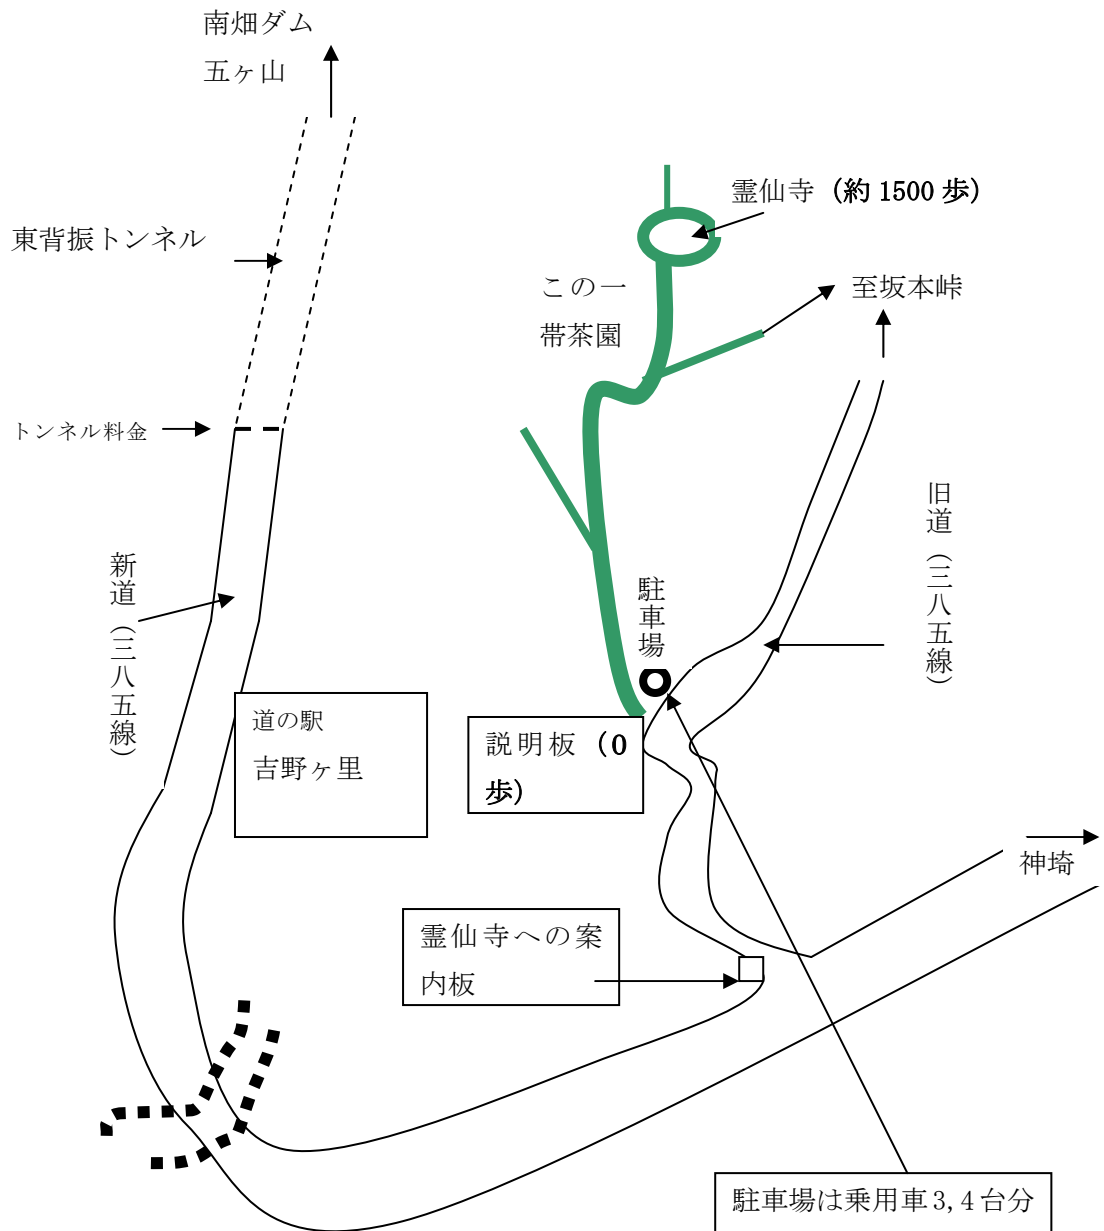 南畑ダム
五ヶ山
霊仙寺（約 1500 歩）
東背振トンネル
この一
帯茶園
至坂本峠
トンネル料金
旧道（三八五線）
新道（三八五線）
駐車場
道の駅
吉野ヶ里
説明板（0
歩）
神埼
霊仙寺への案
内板
駐車場は乗用車3,4台分